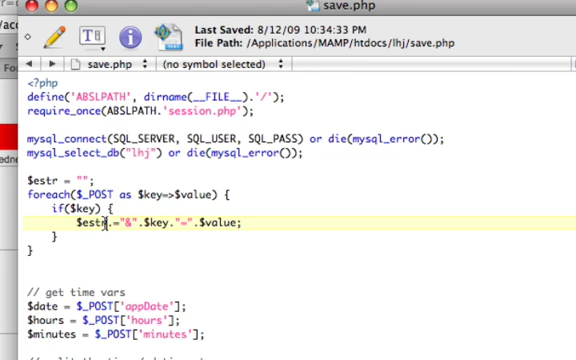 save.php
Last Saved: 8/12/09 10:34:33 PM
File Path: /Applications/MAMP/htdocs/lhj/save.php
save.php (no symbol selected)
<?php
define('ABSLPATH', dirname(__FILE__).'/');
require_once(ABSLPATH.'session.php');
mysql_connect(SQL_SERVER, SQL_USER, SQL_PASS) or die(mysql_error());
mysql_select_db("lhj") or die(mysql_error());
$estr = "";
foreach($_POST as $key=>$value) {
if($key) {
$estr.="&".$key."=".$value;
}
}
// get time vars
$date = $_POST['appDate'];
$hours = $_POST['hours'];
$minutes = $_POST['minutes'];